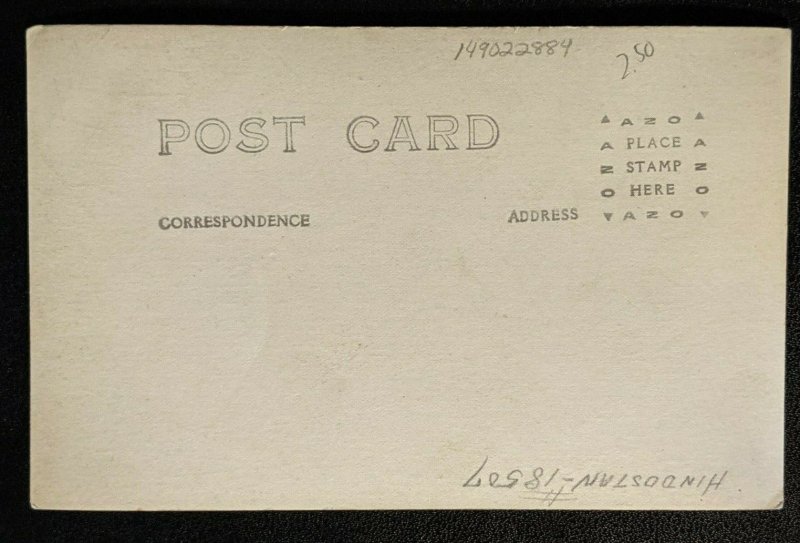 149022884
2.50
POST CARD
▲ AZO ▲
A PLACE A
Z STAMP Z
O HERE O
▼ AZO ▼
CORRESPONDENCE
ADDRESS
HINDOSTAN-18507